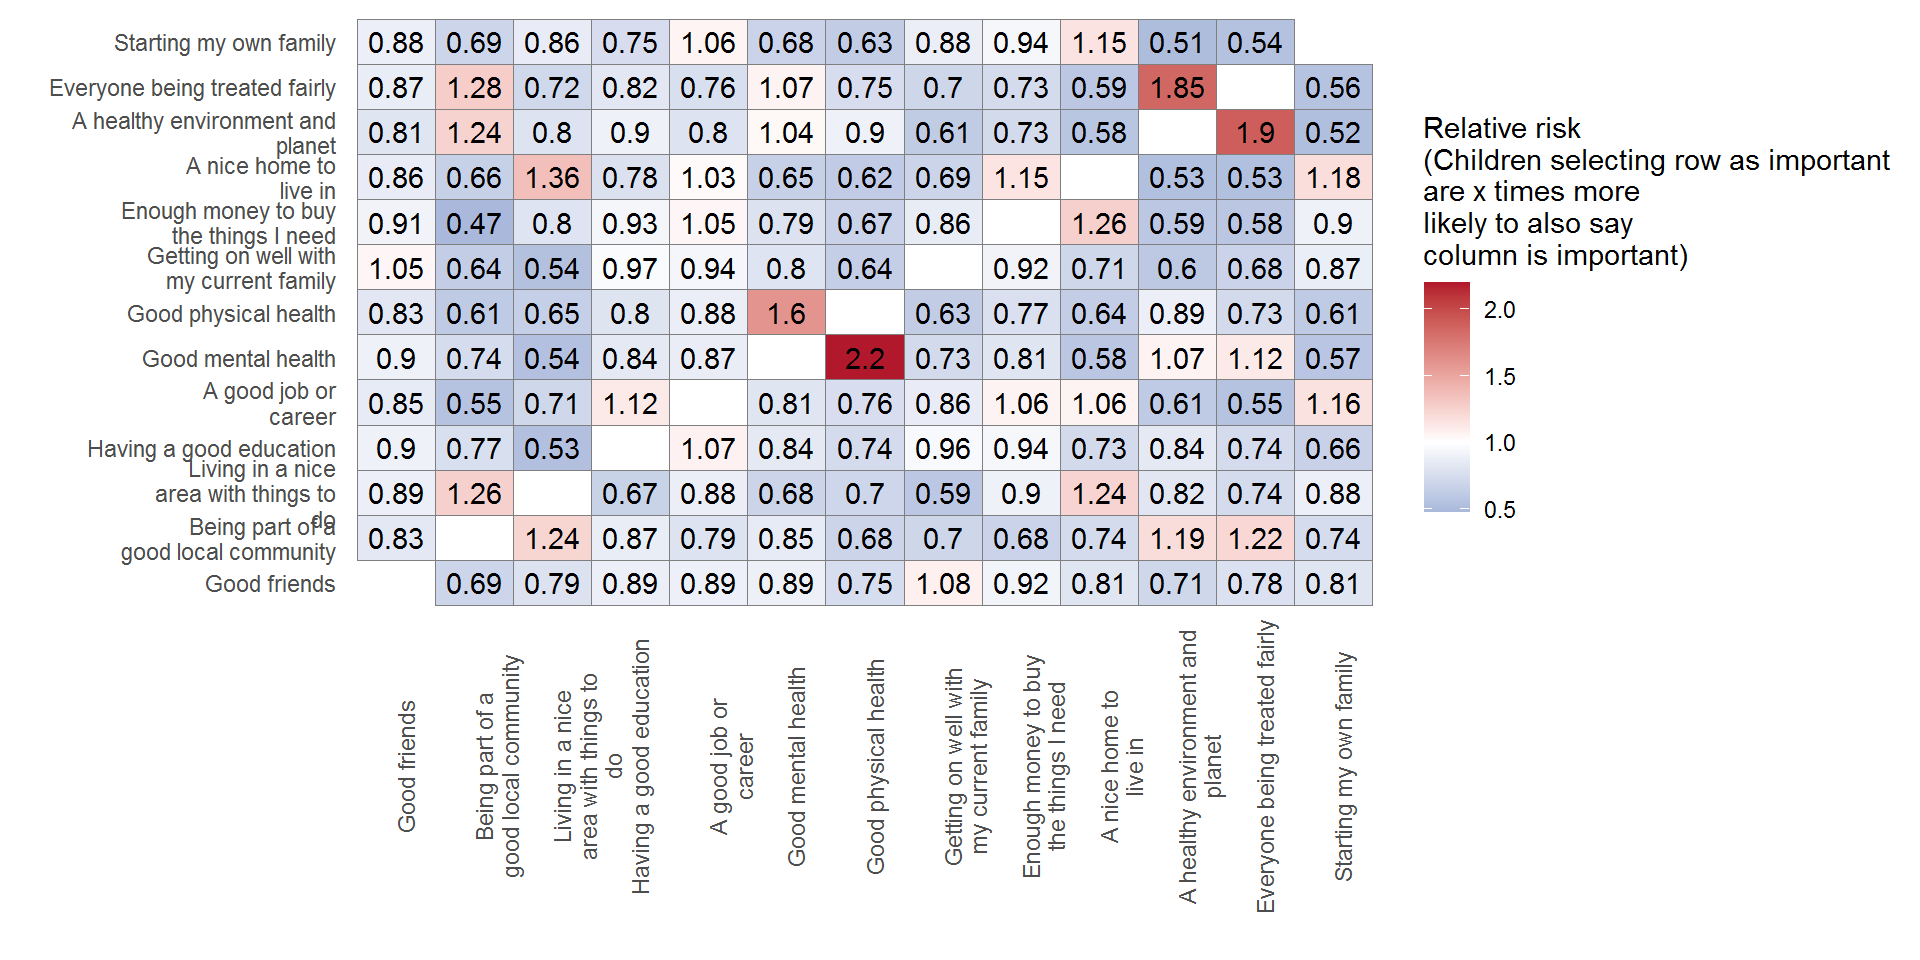 Starting my own family
0.88 0.69 0.86 0.75 1.06 0.68 0.63 0.88 0.94 1.15 0.51 0.54
Everyone being treated fairly
0.87 1.28 0.72 0.82 0.76 1.07 0.75 0.7 0.73 0.59 1.85 0.56
A healthy environment and
planet
0.81 1.24 0.8 0.9 0.8 1.04 0.9 0.61 0.73 0.58 1.9 0.52
A nice home to
live in
0.86 0.66 1.36 0.78 1.03 0.65 0.62 0.69 1.15 0.53 0.53 1.18
Enough money to buy
the things I need
0.91 0.47 0.8 0.93 1.05 0.79 0.67 0.86 1.26 0.59 0.58 0.9
Getting on well with
my current family
1.05 0.64 0.54 0.97 0.94 0.8 0.64 0.92 0.71 0.6 0.68 0.87
Good physical health
0.83 0.61 0.65 0.8 0.88 1.6 0.63 0.77 0.64 0.89 0.73 0.61
Good mental health
0.9 0.74 0.54 0.84 0.87 2.2 0.73 0.81 0.58 1.07 1.12 0.57
A good job or
career
0.85 0.55 0.71 1.12 0.81 0.76 0.86 1.06 1.06 0.61 0.55 1.16
Having a good education
0.9 0.77 0.53 1.07 0.84 0.74 0.96 0.94 0.73 0.84 0.74 0.66
Living in a nice
area with things to
do
0.89 1.26 0.67 0.88 0.68 0.7 0.59 0.9 1.24 0.82 0.74 0.88
Being part of a
good local community
0.83 1.24 0.87 0.79 0.85 0.68 0.7 0.68 0.74 1.19 1.22 0.74
Good friends
0.69 0.79 0.89 0.89 0.89 0.75 1.08 0.92 0.81 0.71 0.78 0.81
Good friends
Being part of a
good local community
Living in a nice
area with things to
do
Having a good education
A good job or
career
Good mental health
Good physical health
Getting on well with
my current family
Enough money to buy
the things I need
A nice home to
live in
A healthy environment and
planet
Everyone being treated fairly
Starting my own family
Relative risk
(Children selecting row as important
are x times more
likely to also say
column is important)
2.0
1.5
1.0
0.5